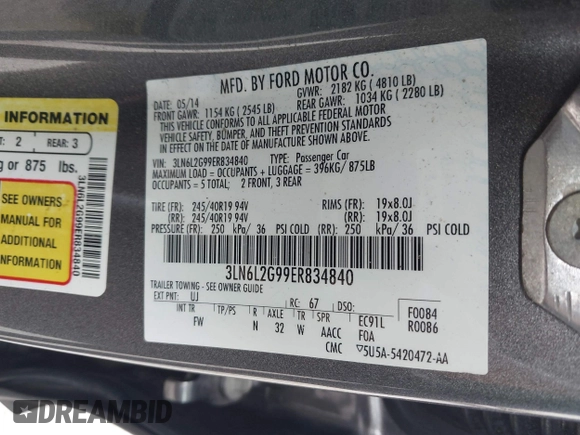 MFD. BY FORD MOTOR CO.
05/14
GVWR: 2182 KG ( 4810 LB)
FRONT GAWR: 1154 KG ( 2545 LB)
REAR GAWR: 1034 KG ( 2280 LB)
THIS VEHICLE CONFORMS TO ALL APPLICABLE FEDERAL MOTOR
VEHICLE SAFETY, BUMPER, AND THEFT PREVENTION STANDARDS
IN EFFECT ON THE DATE OF MANUFACTURE SHOWN ABOVE.
VIN: 3LN6L2G99ER834840 TYPE: Passenger Car
MAXIMUM LOAD = OCCUPANTS + LUGGAGE = 396KG/ 875LB
OCCUPANTS = 5 TOTAL; 2 FRONT, 3 REAR
TIRE (FR): 245/40R19 94V RIMS (FR): 19x8.0J
(RR): 245/40R19 94V (RR): 19x8.0J
PRESSURE (FR): 250 kPa/ 36 PSI COLD (RR): 250 kPa/ 36 PSI COLD
3LN6L2G99ER834840
TRAILER TOWING - SEE OWNER GUIDE
EXT PNT: UJ RC: 67 DSO:
F0084
R0086
INT TR TP/PS R AXLE TR SPR EC91L
FW N 32 W AACC F0A
CMC 5U5A-5420472-AA
INFORMATION
2 REAR: 3
or 875 lbs.
SEE OWNERS
MANUAL FOR
ADDITIONAL
INFORMATION
3LN6L2G99ER834840
DREAMBID